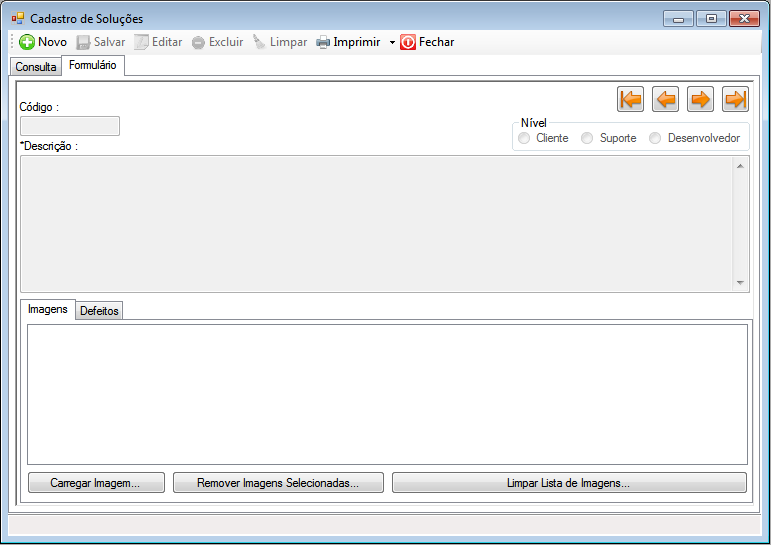 Cadastro de Soluções
Novo Salvar Editar Excluir Limpar Imprimir Fechar
Consulta Formulário
Código :
Nível
Cliente Suporte Desenvolvedor
*Descrição :
Imagens Defeitos
Carregar Imagem... Remover Imagens Selecionadas... Limpar Lista de Imagens...